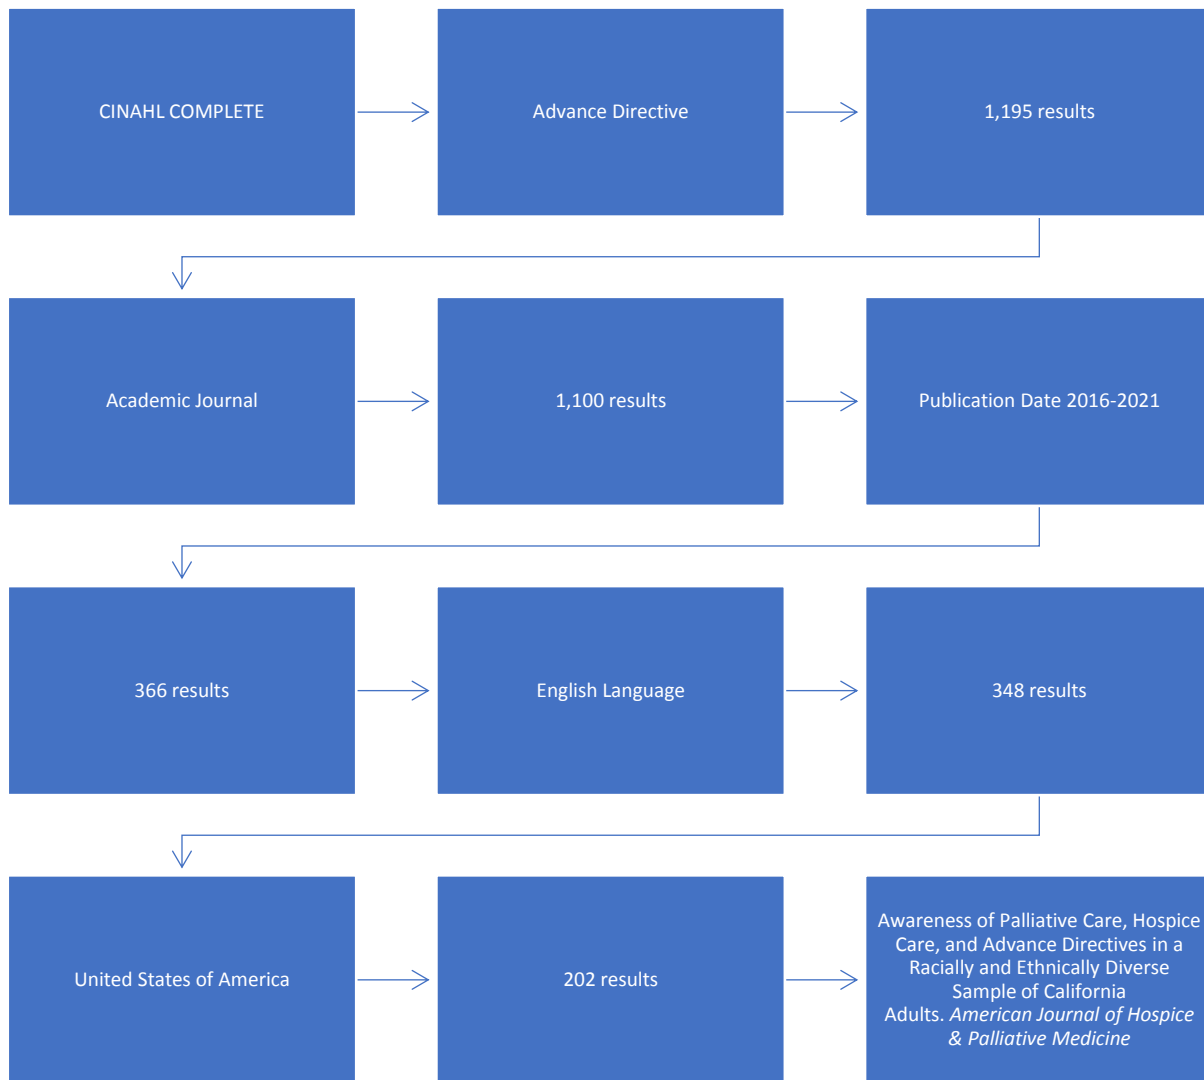 CINAHL COMPLETE
Advance Directive
1,195 results
Academic Journal
1,100 results
Publication Date 2016-2021
366 results
English Language
348 results
United States of America
202 results
Awareness of Palliative Care, Hospice
Care, and Advance Directives in a
Racially and Ethnically Diverse
Sample of California
Adults. American Journal of Hospice
& Palliative Medicine